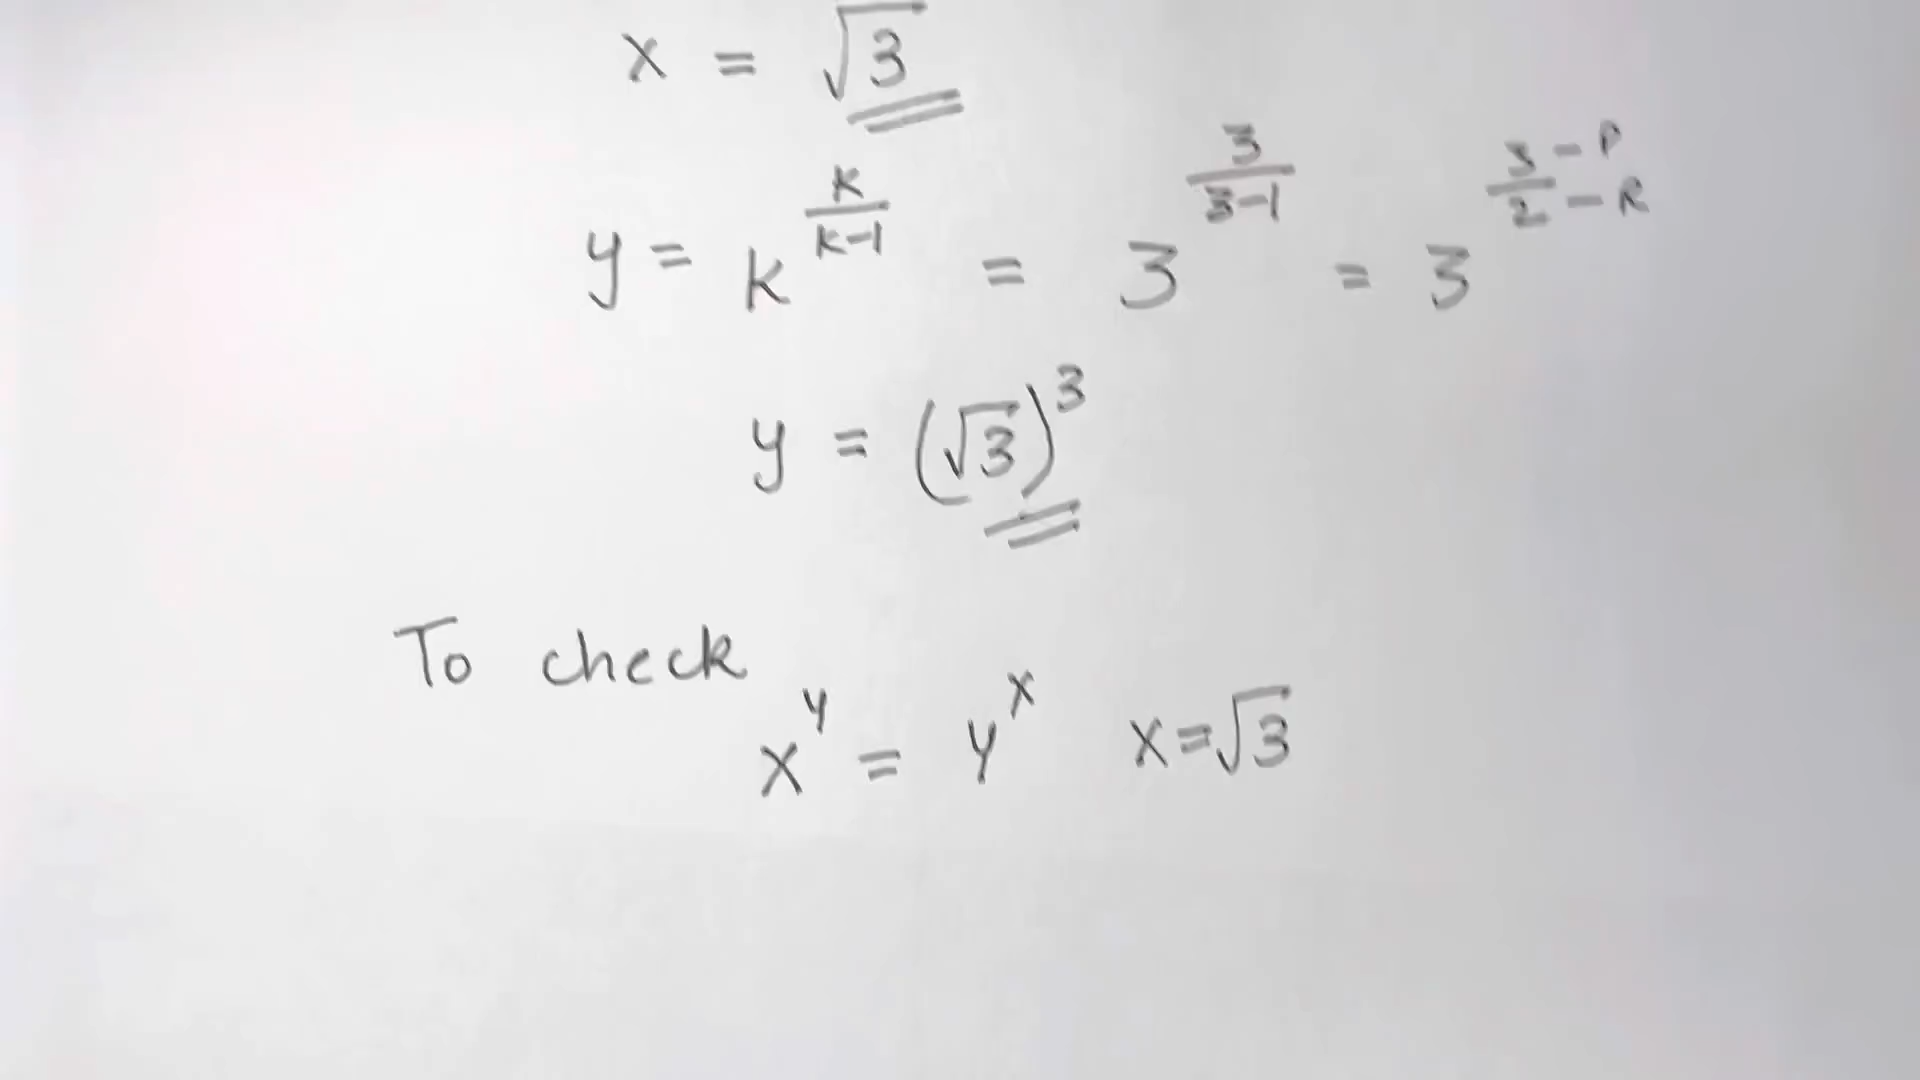 x = √3
y = k^(k/(k-1)) = 3^(3/(3-1)) = 3^(3/2) - P - R
y = (√3)^3
To check
x^y = y^x x=√3